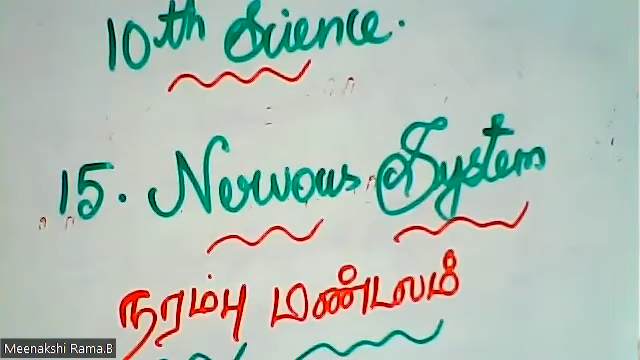 10th Science.
15. Nervous System
நரம்பு மண்டலம்
Meenakshi Rama.B